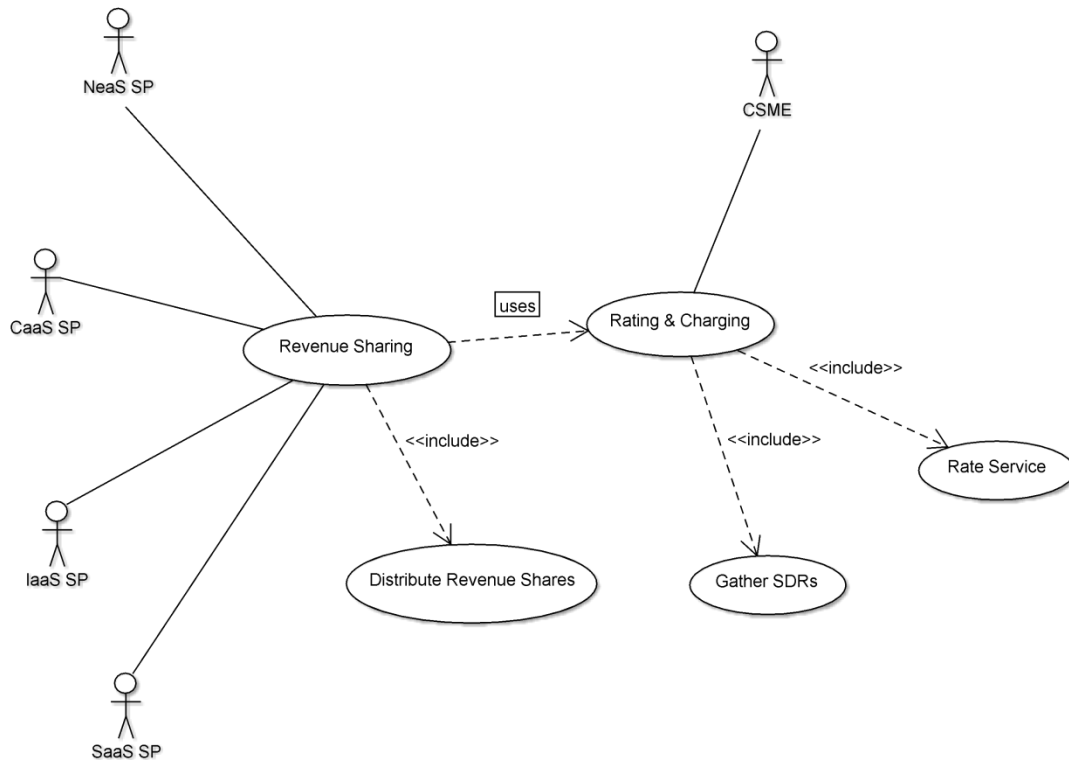 NeaS SP
CSME
CaaS SP
uses
Rating & Charging
Revenue Sharing
<<include>>
<<include>>
<<include>>
Rate Service
IaaS SP
Distribute Revenue Shares
Gather SDRs
SaaS SP